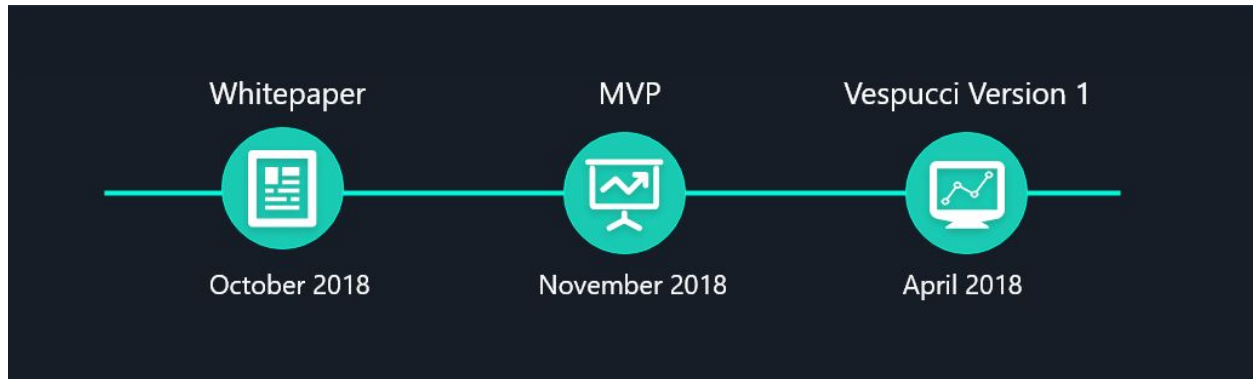 Whitepaper
MVP
Vespucci Version 1
October 2018
November 2018
April 2018